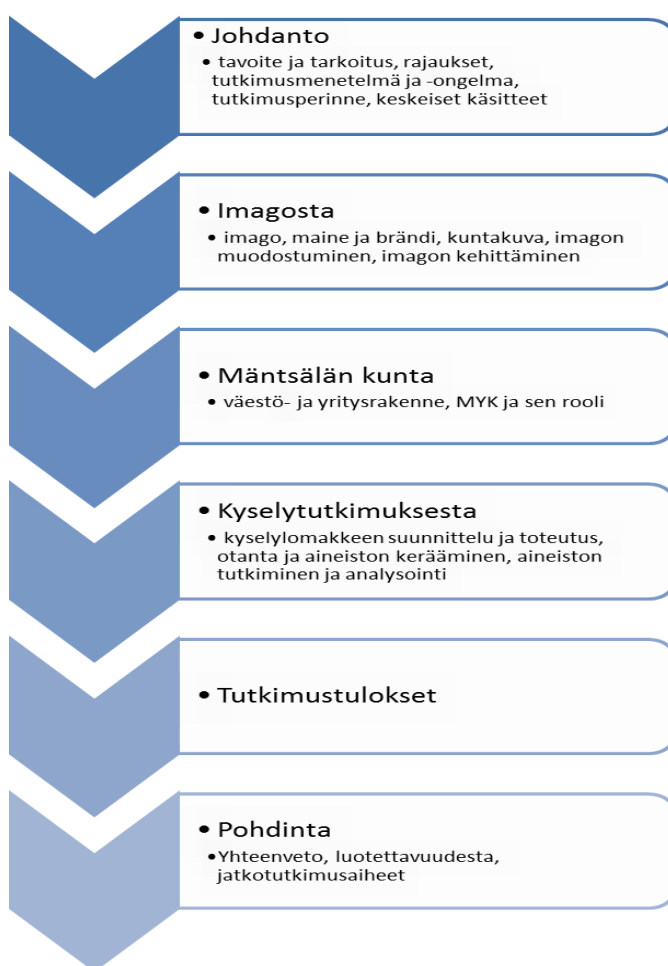 • Johdanto
• tavoite ja tarkoitus, rajaukset,
tutkimusmenetelmä ja -ongelma,
tutkimusperinne, keskeiset käsitteet
• Imagosta
• imago, maine ja brändi, kuntakuva, imagon
muodostuminen, imagon kehittäminen
• Mäntsälän kunta
• väestö- ja yritysrakenne, MYK ja sen rooli
• Kyselytutkimuksesta
• kyselylomakkeen suunnittelu ja toteutus,
otanta ja aineiston kerääminen, aineiston
tutkiminen ja analysointi
• Tutkimustulokset
• Pohdinta
•Yhteenveto, luotettavuudesta,
jatkotutkimusaiheet